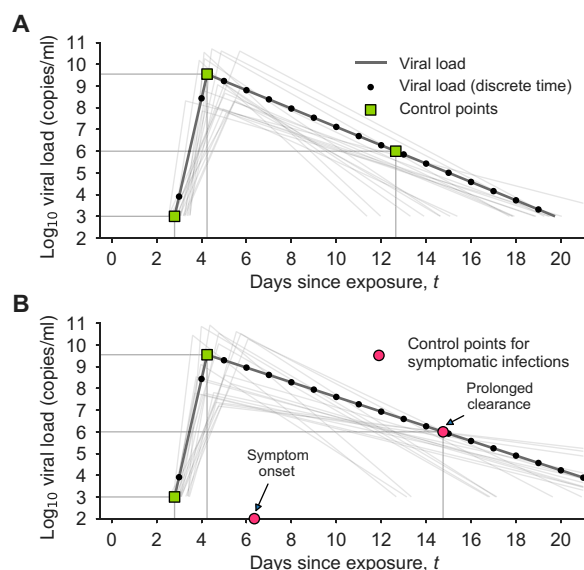 A
11
10
9
8
7
6
5
4
3
2
Log10 viral load (copies/ml)
Viral load
Viral load (discrete time)
Control points
0 2 4 6 8 10 12 14 16 18 20
Days since exposure, t
B
11
10
9
8
7
6
5
4
3
2
Log10 viral load (copies/ml)
Control points for
symptomatic infections
Prolonged
clearance
Symptom
onset
0 2 4 6 8 10 12 14 16 18 20
Days since exposure, t